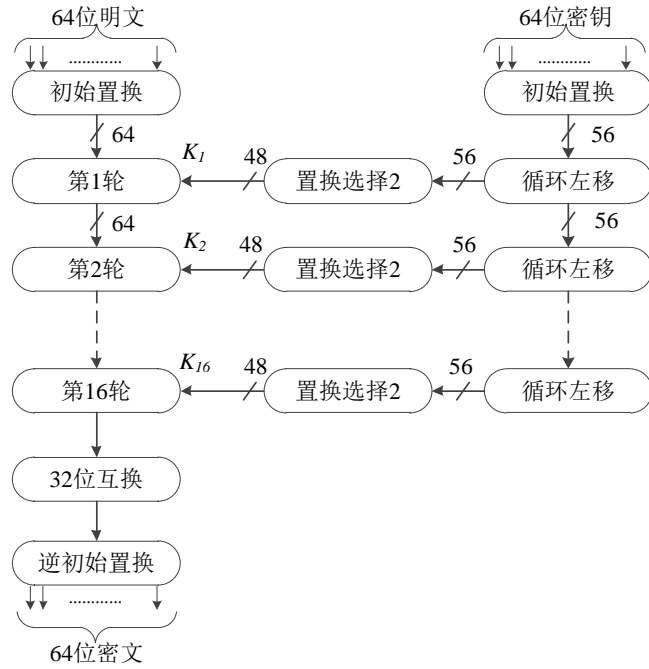 64位明文 64位密钥
............ ............
初始置换 初始置换
64 56
K1 48 56
第1轮 置换选择2 循环左移
64 56
K2 48 56
第2轮 置换选择2 循环左移
K16 48 56
第16轮 置换选择2 循环左移
32位互换
逆初始置换
............
64位密文